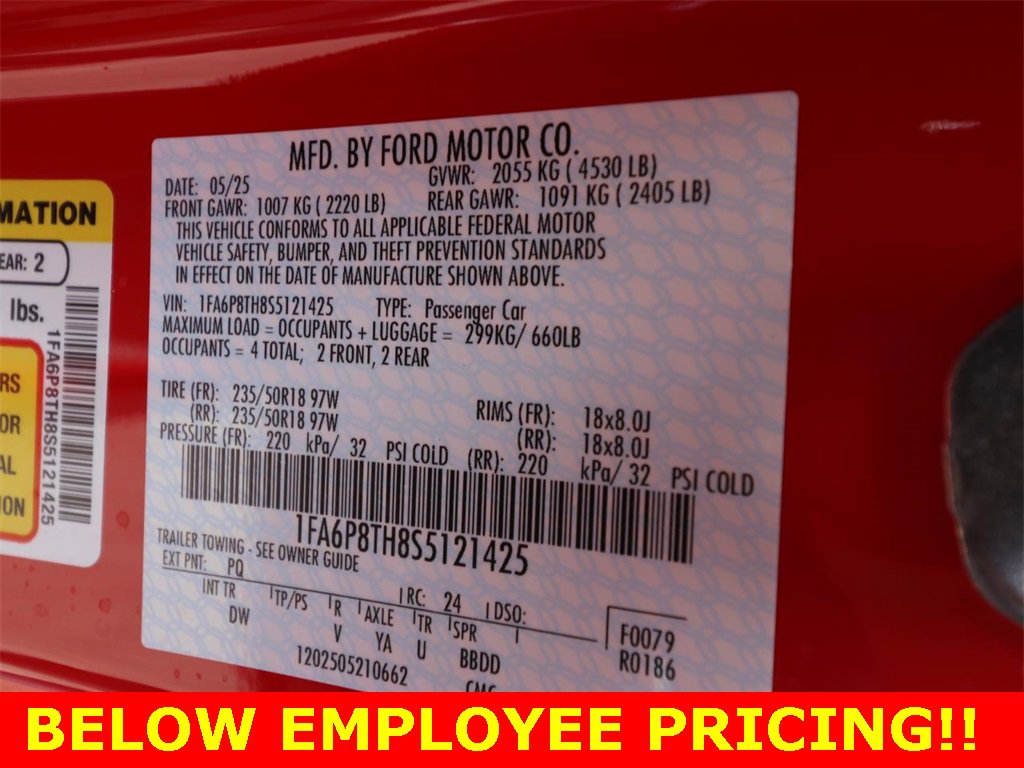 MFD. BY FORD MOTOR CO.
DATE: 05/25 GVWR: 2055 KG ( 4530 LB)
FRONT GAWR: 1007 KG ( 2220 LB) REAR GAWR: 1091 KG ( 2405 LB)
THIS VEHICLE CONFORMS TO ALL APPLICABLE FEDERAL MOTOR
VEHICLE SAFETY, BUMPER, AND THEFT PREVENTION STANDARDS
IN EFFECT ON THE DATE OF MANUFACTURE SHOWN ABOVE.
VIN: 1FA6P8TH8S5121425 TYPE: Passenger Car
MAXIMUM LOAD = OCCUPANTS + LUGGAGE = 299KG/ 660LB
OCCUPANTS = 4 TOTAL; 2 FRONT, 2 REAR
TIRE (FR): 235/50R18 97W RIMS (FR): 18x8.0J
(RR): 235/50R18 97W (RR): 18x8.0J
PRESSURE (FR): 220 kPa/ 32 PSI COLD (RR): 220 kPa/ 32 PSI COLD
1FA6P8TH8S5121425
TRAILER TOWING - SEE OWNER GUIDE
EXT PNT: PQ RC: 24 DSO:
INT TR TP/PS R AXLE TR SPR
DW V YA U BBDD
F0079
R0186
1202505210662
MATION
EAR: 2
lbs.
RS
OR
AL
ION
1FA6P8TH8S5121425
BELOW EMPLOYEE PRICING!!